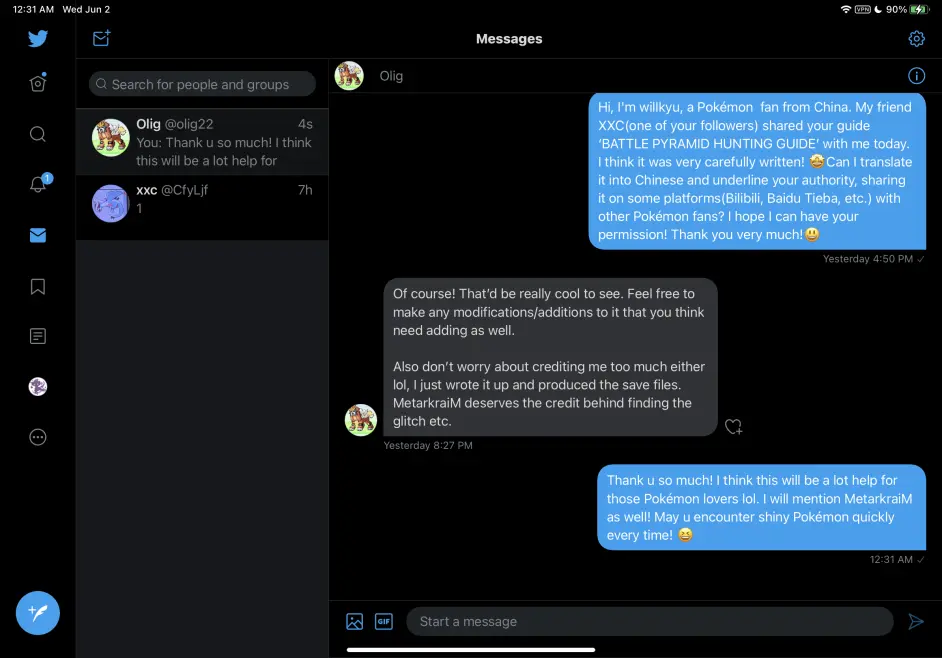 12:31 AM Wed Jun 2
VPN 90%
Messages
Search for people and groups
Olig @olig22 4s
You: Thank u so much! I think
this will be a lot help for
xxc @CfyLjf 7h
1
1
Olig
Hi, I'm willkyu, a Pokémon fan from China. My friend
XXC(one of your followers) shared your guide
‘BATTLE PYRAMID HUNTING GUIDE’ with me today.
I think it was very carefully written! 🤩Can I translate
it into Chinese and underline your authority, sharing
it on some platforms(Bilibili, Baidu Tieba, etc.) with
other Pokémon fans? I hope I can have your
permission! Thank you very much!😃
Yesterday 4:50 PM ✓
Of course! That’d be really cool to see. Feel free to
make any modifications/additions to it that you think
need adding as well.
Also don’t worry about crediting me too much either
lol, I just wrote it up and produced the save files.
MetarkraiM deserves the credit behind finding the
glitch etc.
Yesterday 8:27 PM
Thank u so much! I think this will be a lot help for
those Pokémon lovers lol. I will mention MetarkraiM
as well! May u encounter shiny Pokémon quickly
every time! 😆
12:31 AM ✓
GIF
Start a message